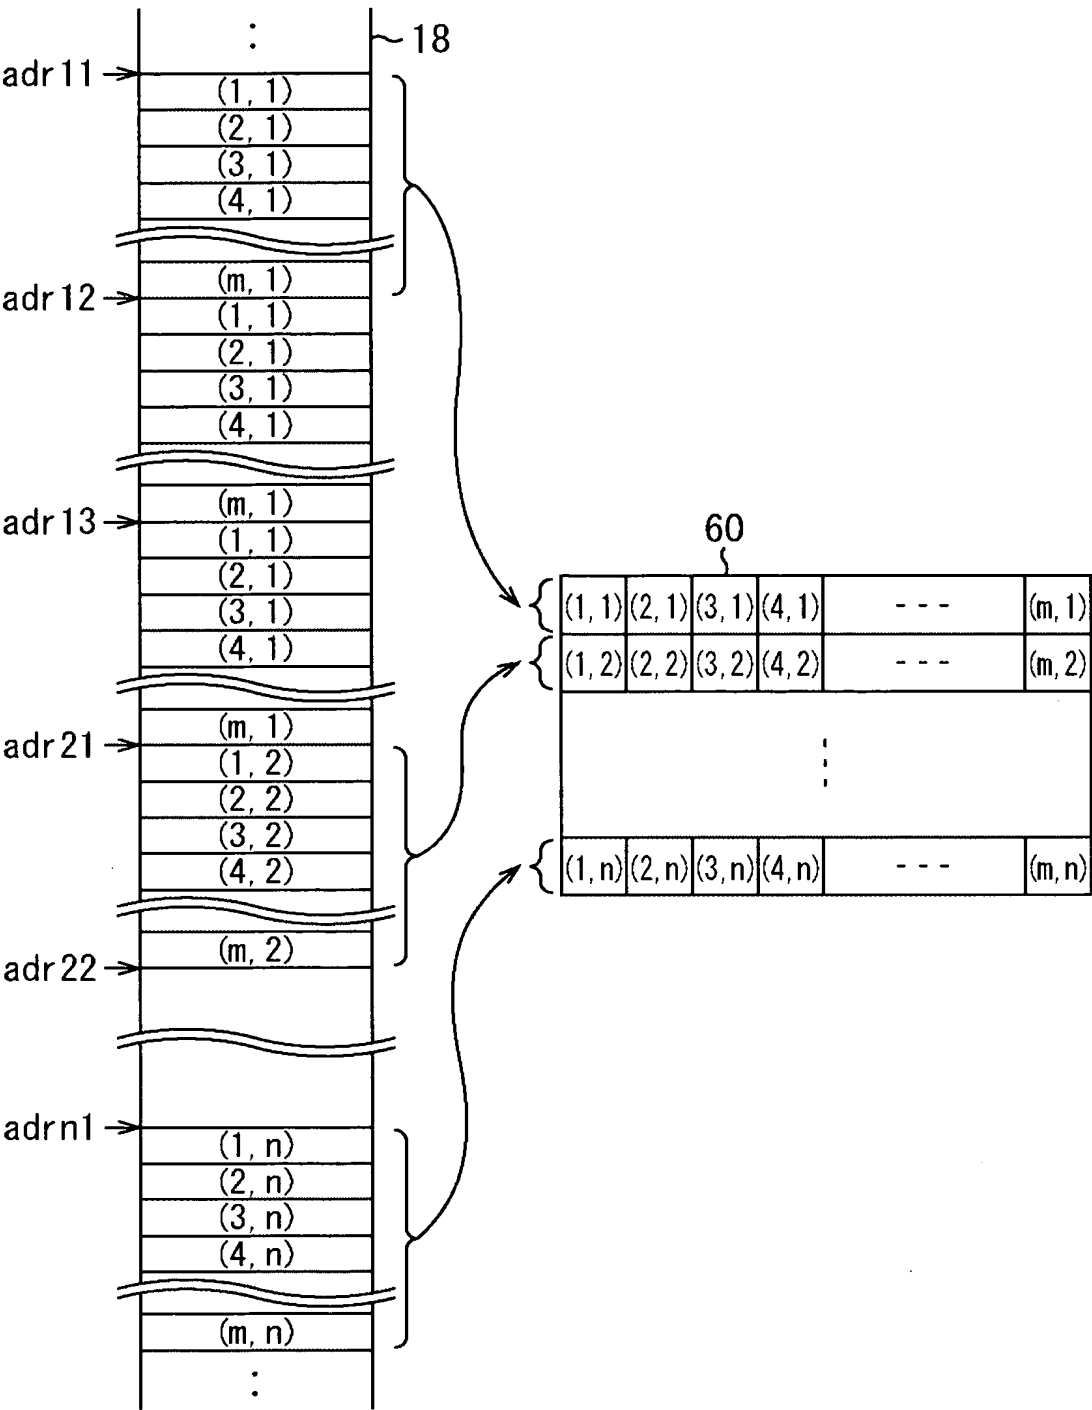 18
adr11
(1, 1)
(2, 1)
(3, 1)
(4, 1)
(m, 1)
adr12
(1, 1)
(2, 1)
(3, 1)
(4, 1)
(m, 1)
adr13
(1, 1)
(2, 1)
(3, 1)
(4, 1)
(m, 1)
adr21
(1, 2)
(2, 2)
(3, 2)
(4, 2)
(m, 2)
adr22
adrn1
(1, n)
(2, n)
(3, n)
(4, n)
(m, n)
60
(1, 1) (2, 1) (3, 1) (4, 1) --- (m, 1)
(1, 2) (2, 2) (3, 2) (4, 2) --- (m, 2)
(1, n) (2, n) (3, n) (4, n) --- (m, n)